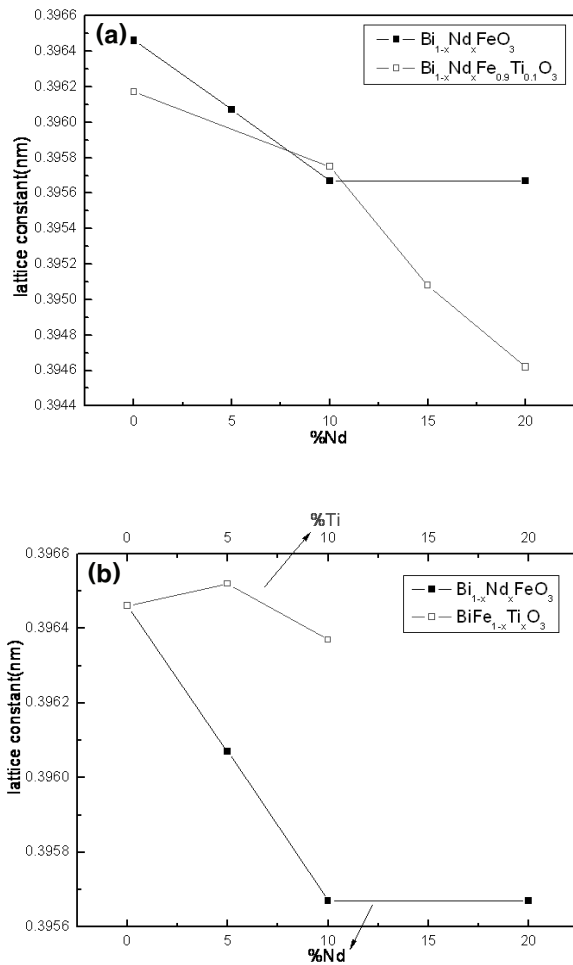 (a)
Bi1-xNdxFeO3
Bi1-xNdxFe0.9Ti0.1O3
0.3966
0.3964
0.3962
0.3960
0.3958
0.3956
0.3954
0.3952
0.3950
0.3948
0.3946
0.3944
lattice constant(nm)
0 5 10 15 20
%Nd
%Ti
0 5 10 15 20
(b)
Bi1-xNdxFeO3
BiFe1-xTixO3
0.3966
0.3964
0.3962
0.3960
0.3958
0.3956
lattice constant(nm)
0 5 10 15 20
%Nd